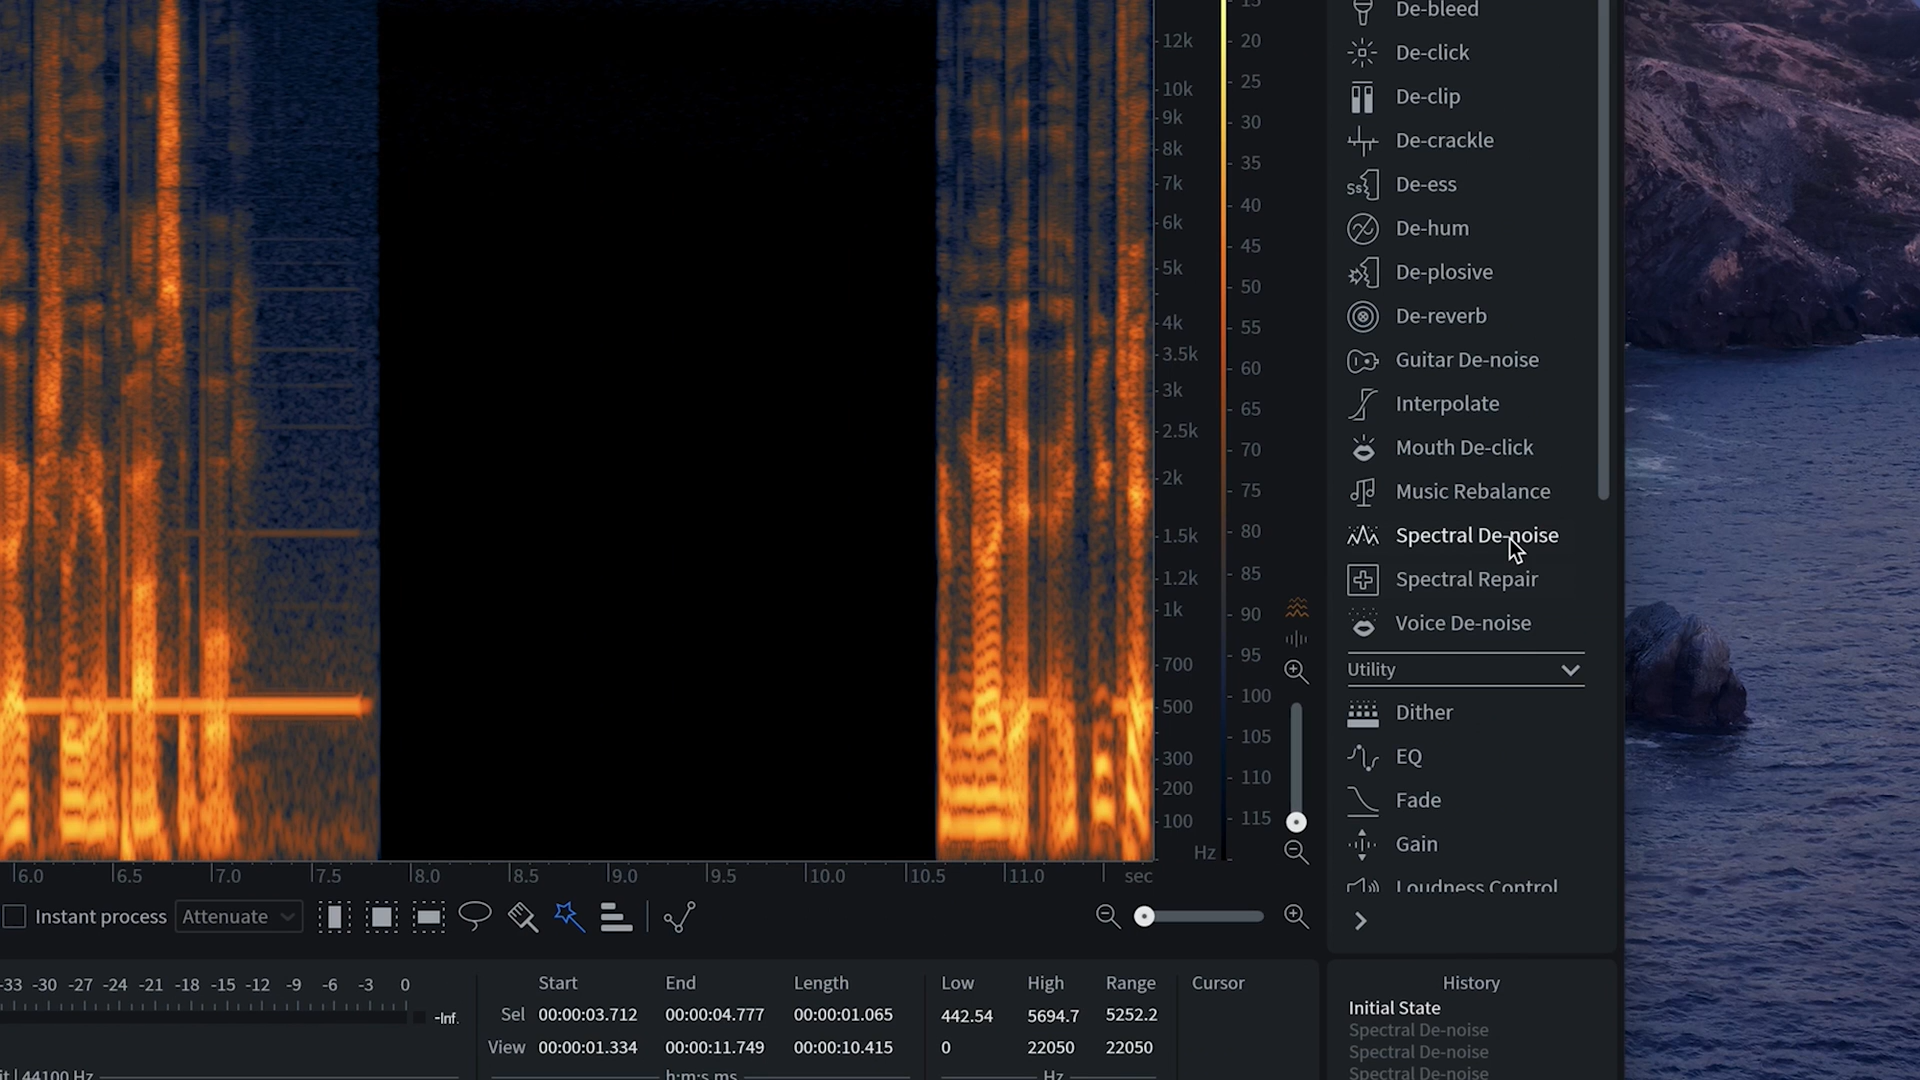 De-bleed
De-click
De-clip
De-crackle
De-ess
De-hum
De-plosive
De-reverb
Guitar De-noise
Interpolate
Mouth De-click
Music Rebalance
Spectral De-noise
Spectral Repair
Voice De-noise
Utility
Dither
EQ
Fade
Gain
Loudness Control
12k
10k
9k
8k
7k
6k
5k
4k
3.5k
3k
2.5k
2k
1.5k
1.2k
1k
700
500
300
200
100
Hz
15
20
25
30
35
40
45
50
55
60
65
70
75
80
85
90
95
100
105
110
115
6.0 6.5 7.0 7.5 8.0 8.5 9.0 9.5 10.0 10.5 11.0 sec
Instant process Attenuate
-33 -30 -27 -24 -21 -18 -15 -12 -9 -6 -3 0
-Inf.
Start End Length Low High Range Cursor
Sel 00:00:03.712 00:00:04.777 00:00:01.065 442.54 5694.7 5252.2
View 00:00:01.334 00:00:11.749 00:00:10.415 0 22050 22050
h:m:s.ms Hz
it | 44100 Hz
History
Initial State
Spectral De-noise
Spectral De-noise
Spectral De-noise